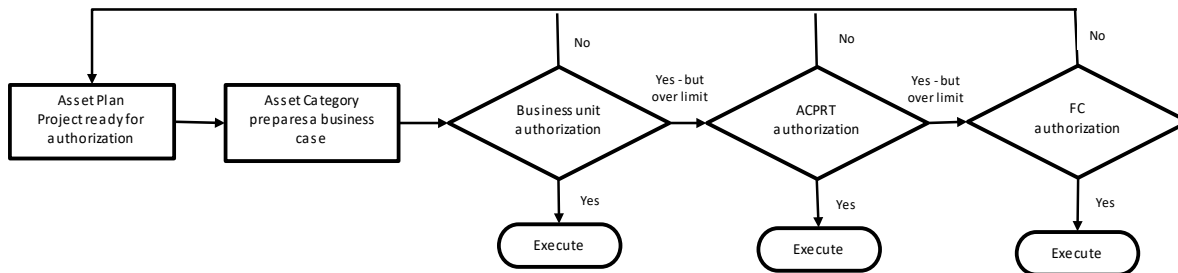 No
No
No
Asset Plan
Project ready for
authorization
Asset Category
prepares a business
case
Business unit
authorization
Yes - but
over limit
ACPRT
authorization
Yes - but
over limit
FC
authorization
Yes
Yes
Yes
Execute
Execute
Execute